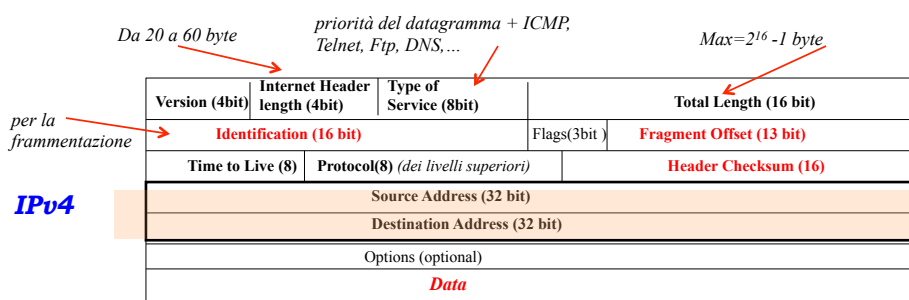 Da 20 a 60 byte
priorità del datagramma + ICMP,
Telnet, Ftp, DNS,…
Max=2¹⁶ -1 byte
Version (4bit)
Internet Header
length (4bit)
Type of
Service (8bit)
Total Length (16 bit)
per la
frammentazione
Identification (16 bit)
Flags(3bit )
Fragment Offset (13 bit)
Time to Live (8)
Protocol(8) (dei livelli superiori)
Header Checksum (16)
IPv4
Source Address (32 bit)
Destination Address (32 bit)
Options (optional)
Data